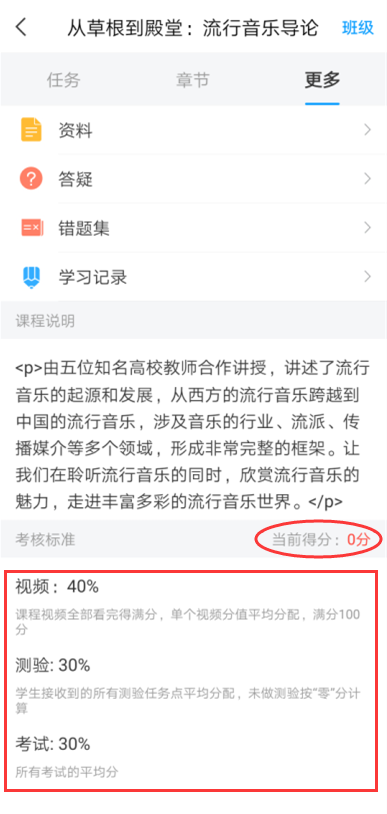 从草根到殿堂：流行音乐导论 班级
任务 章节 更多
资料
答疑
错题集
学习记录
课程说明
<p>由五位知名高校教师合作讲授，讲述了流行
音乐的起源和发展，从西方的流行音乐跨越到
中国的流行音乐，涉及音乐的行业、流派、传
播媒介等多个领域，形成非常完整的框架。让
我们在聆听流行音乐的同时，欣赏流行音乐的
魅力，走进丰富多彩的流行音乐世界。</p>
考核标准 当前得分：0分
视频：40%
课程视频全部看完得满分，单个视频分值平均分配，满分100
分
测验: 30%
学生接收到的所有测验任务点平均分配，未做测验按"零"分计
算
考试: 30%
所有考试的平均分